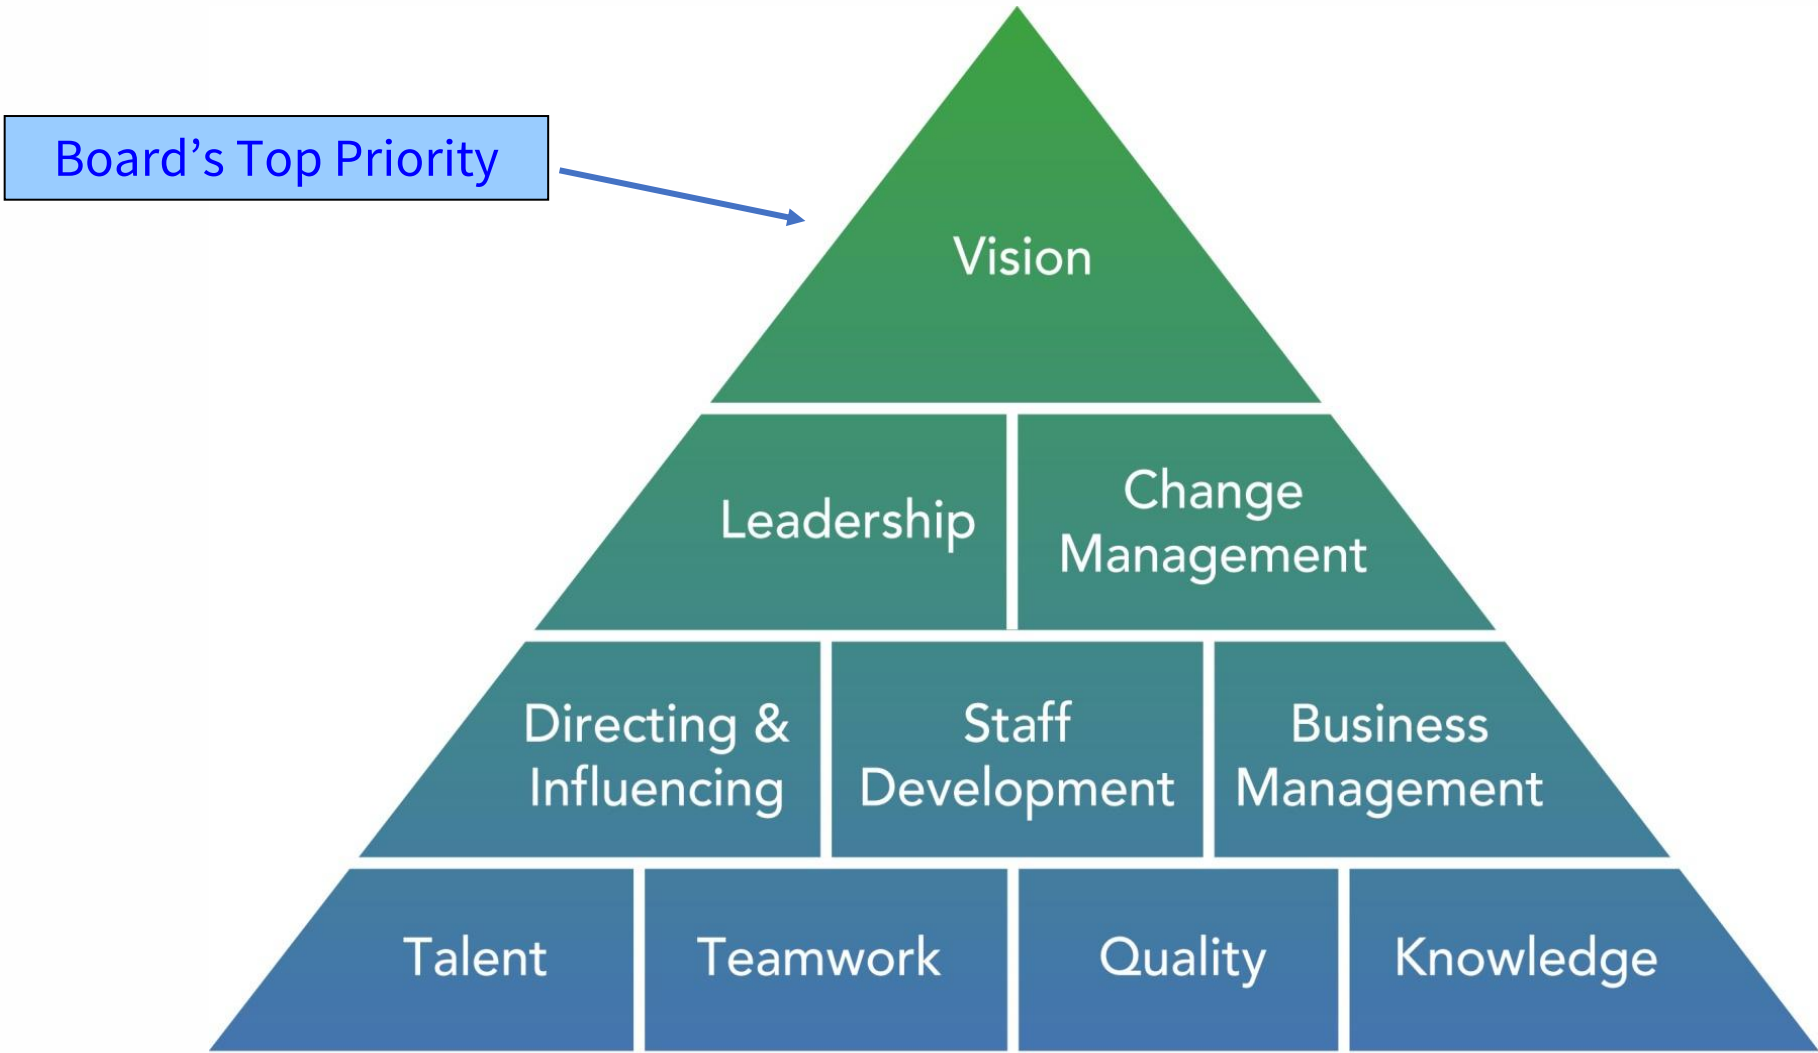 Board’s Top Priority
Vision
Leadership
Change
Management
Directing &
Influencing
Staff
Development
Business
Management
Talent
Teamwork
Quality
Knowledge